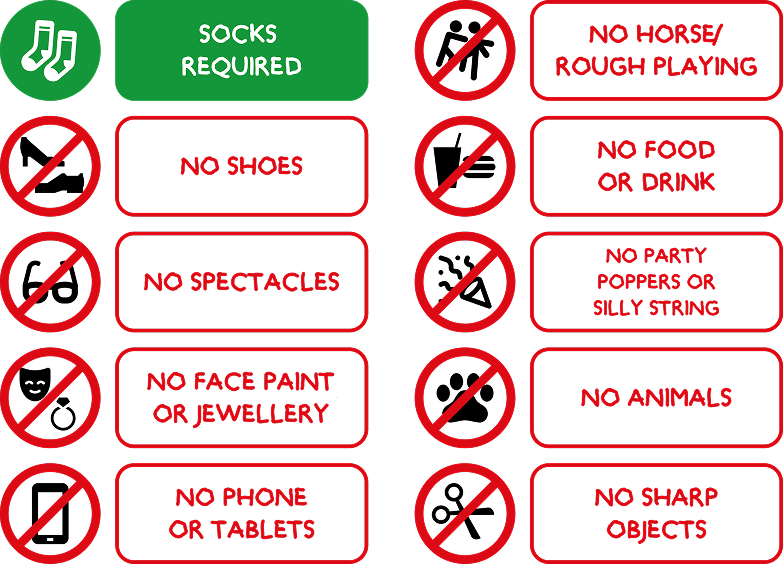 SOCKS
REQUIRED
NO SHOES
NO SPECTACLES
NO FACE PAINT
OR JEWELLERY
NO PHONE
OR TABLETS
NO HORSE/
ROUGH PLAYING
NO FOOD
OR DRINK
NO PARTY
POPPERS OR
SILLY STRING
NO ANIMALS
NO SHARP
OBJECTS